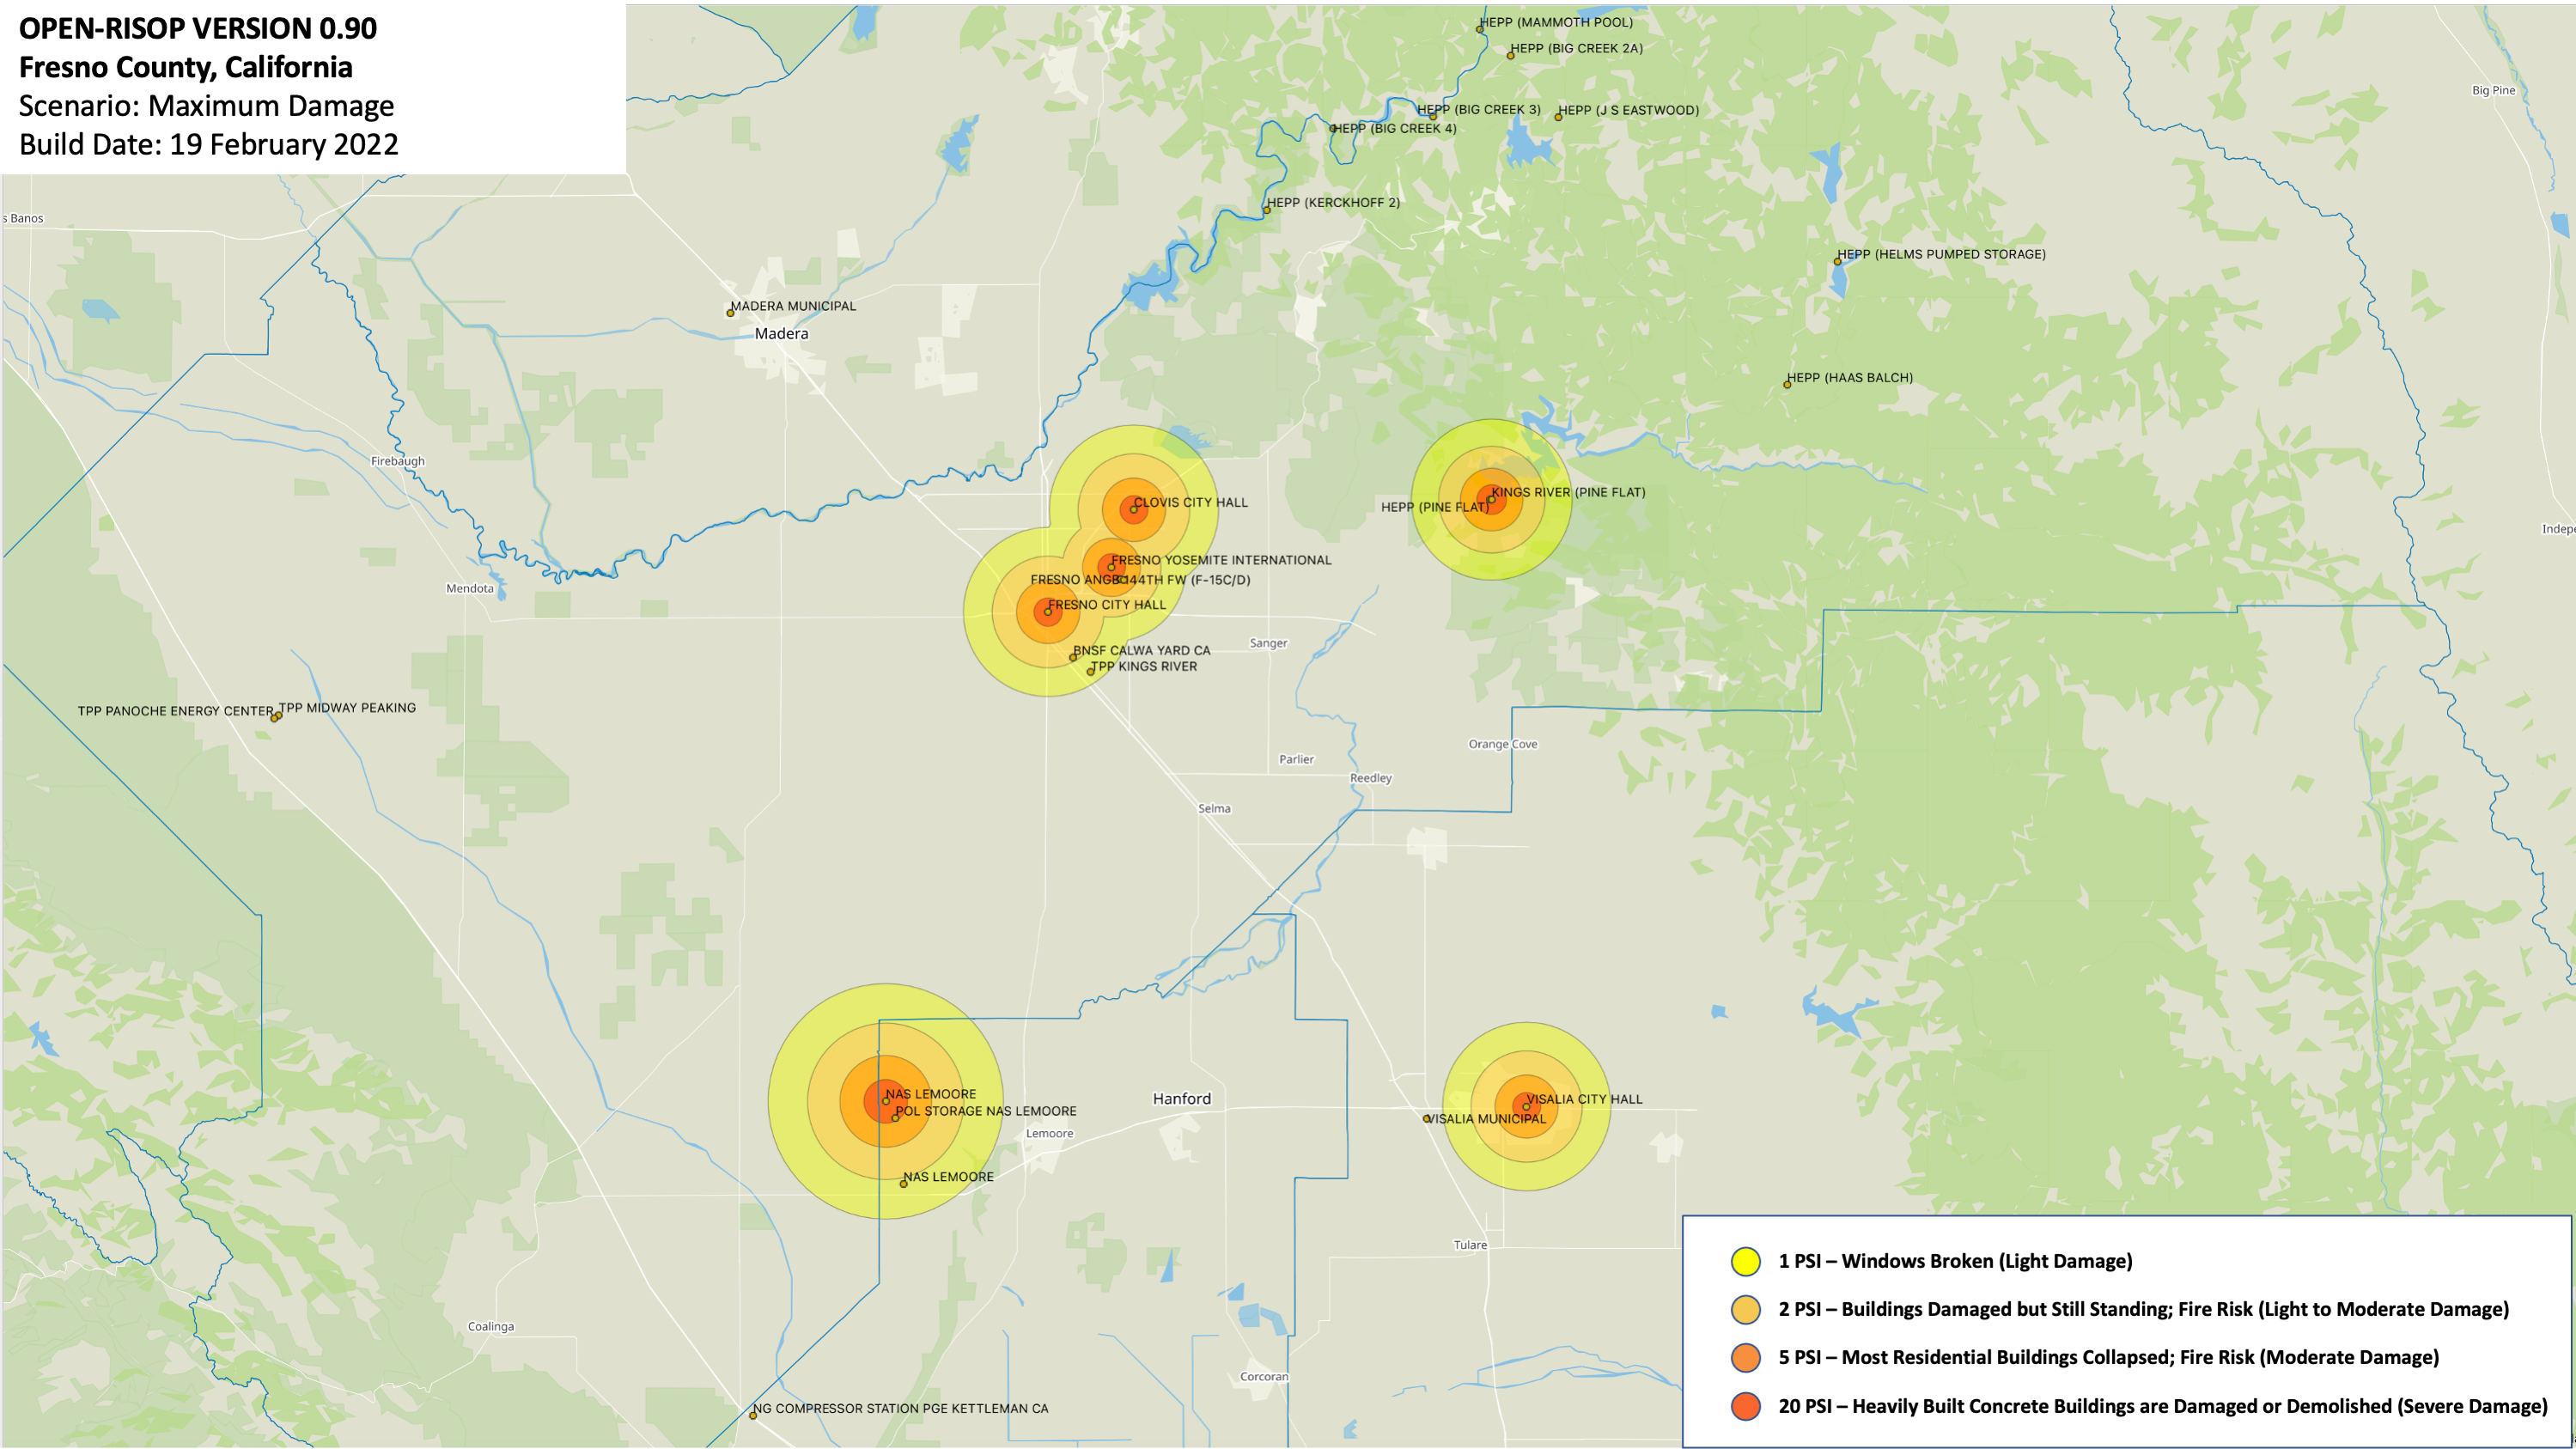 OPEN-RISOP VERSION 0.90
Fresno County, California
Scenario: Maximum Damage
Build Date: 19 February 2022
HEPP (MAMMOTH POOL)
HEPP (BIG CREEK 2A)
Big Pine
HEPP (BIG CREEK 3)
HEPP (J S EASTWOOD)
HEPP (BIG CREEK 4)
HEPP (KERCKHOFF 2)
s Banos
HEPP (HELMS PUMPED STORAGE)
MADERA MUNICIPAL
Madera
HEPP (HAAS BALCH)
Firebaugh
CLOVIS CITY HALL
KINGS RIVER (PINE FLAT)
HEPP (PINE FLAT)
Indep
FRESNO YOSEMITE INTERNATIONAL
FRESNO ANGB 144TH FW (F-15C/D)
Mendota
FRESNO CITY HALL
Sanger
BNSF CALWA YARD CA
TPP KINGS RIVER
TPP PANOCHE ENERGY CENTER
TPP MIDWAY PEAKING
Orange Cove
Parlier
Reedley
Selma
NAS LEMOORE
POL STORAGE NAS LEMOORE
Hanford
VISALIA CITY HALL
VISALIA MUNICIPAL
Lemoore
NAS LEMOORE
Tulare
Coalinga
Corcoran
NG COMPRESSOR STATION PGE KETTLEMAN CA
1 PSI – Windows Broken (Light Damage)
2 PSI – Buildings Damaged but Still Standing; Fire Risk (Light to Moderate Damage)
5 PSI – Most Residential Buildings Collapsed; Fire Risk (Moderate Damage)
20 PSI – Heavily Built Concrete Buildings are Damaged or Demolished (Severe Damage)